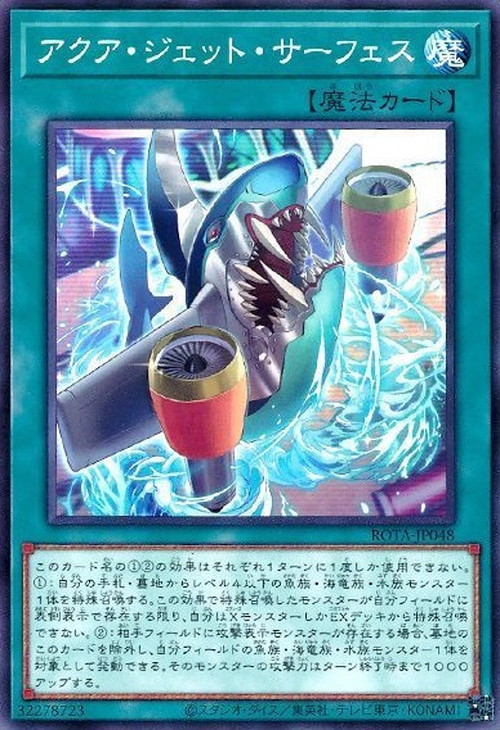 アクア・ジェット・サーフェス 魔
【魔法カード】
ROTA-JP048
このカード名の①②の効果はそれぞれ1ターンに1度しか使用できない。
①：自分の手札・墓地からレベル4以下の魚族・海竜族・水族モンスター
1体を特殊召喚する。この効果で特殊召喚したモンスターが自分フィールドに
表側表示で存在する限り、自分はXモンスターしかEXデッキから特殊召喚
できない。②：相手フィールドに攻撃表示モンスターが存在する場合、墓地の
このカードを除外し、自分フィールドの魚族・海竜族・水族モンスター1体を
対象として発動できる。そのモンスターの攻撃力はターン終了時まで1000
アップする。
32278723 ©スタジオ・ダイス／集英社・テレビ東京・KONAMI